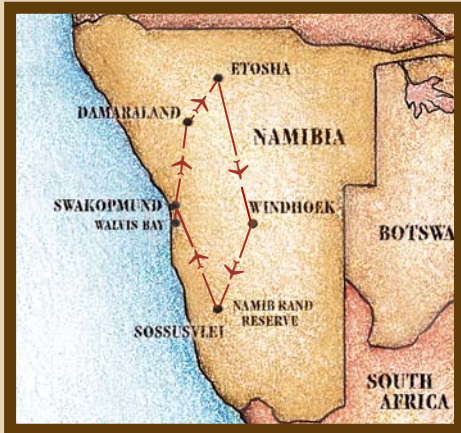 ETOSHA
DAMARALAND
NAMIBIA
SWAKOPMUND
WALVIS BAY
WINDHOEK
BOTSWA
NAMIB RAND
RESERVE
SOSSUSVLEI
SOUTH
AFRICA